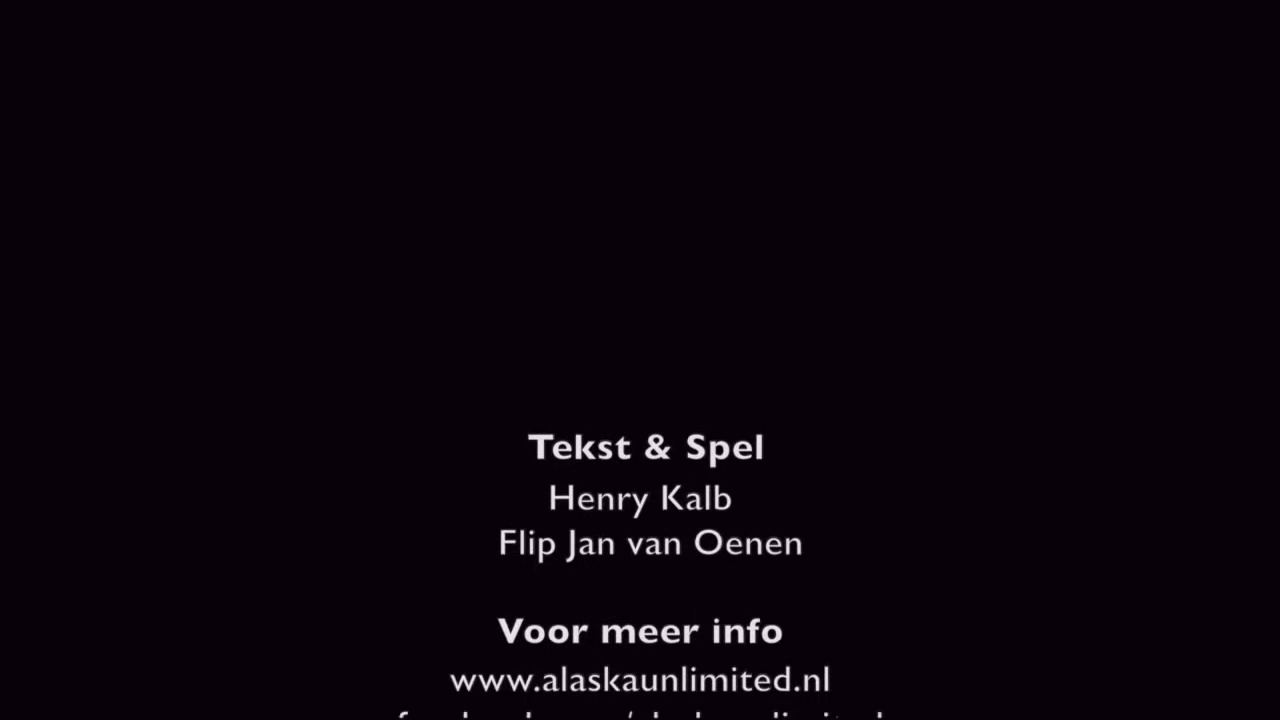 Tekst & Spel
Henry Kalb
Flip Jan van Oenen
Voor meer info
www.alaskaunlimited.nl